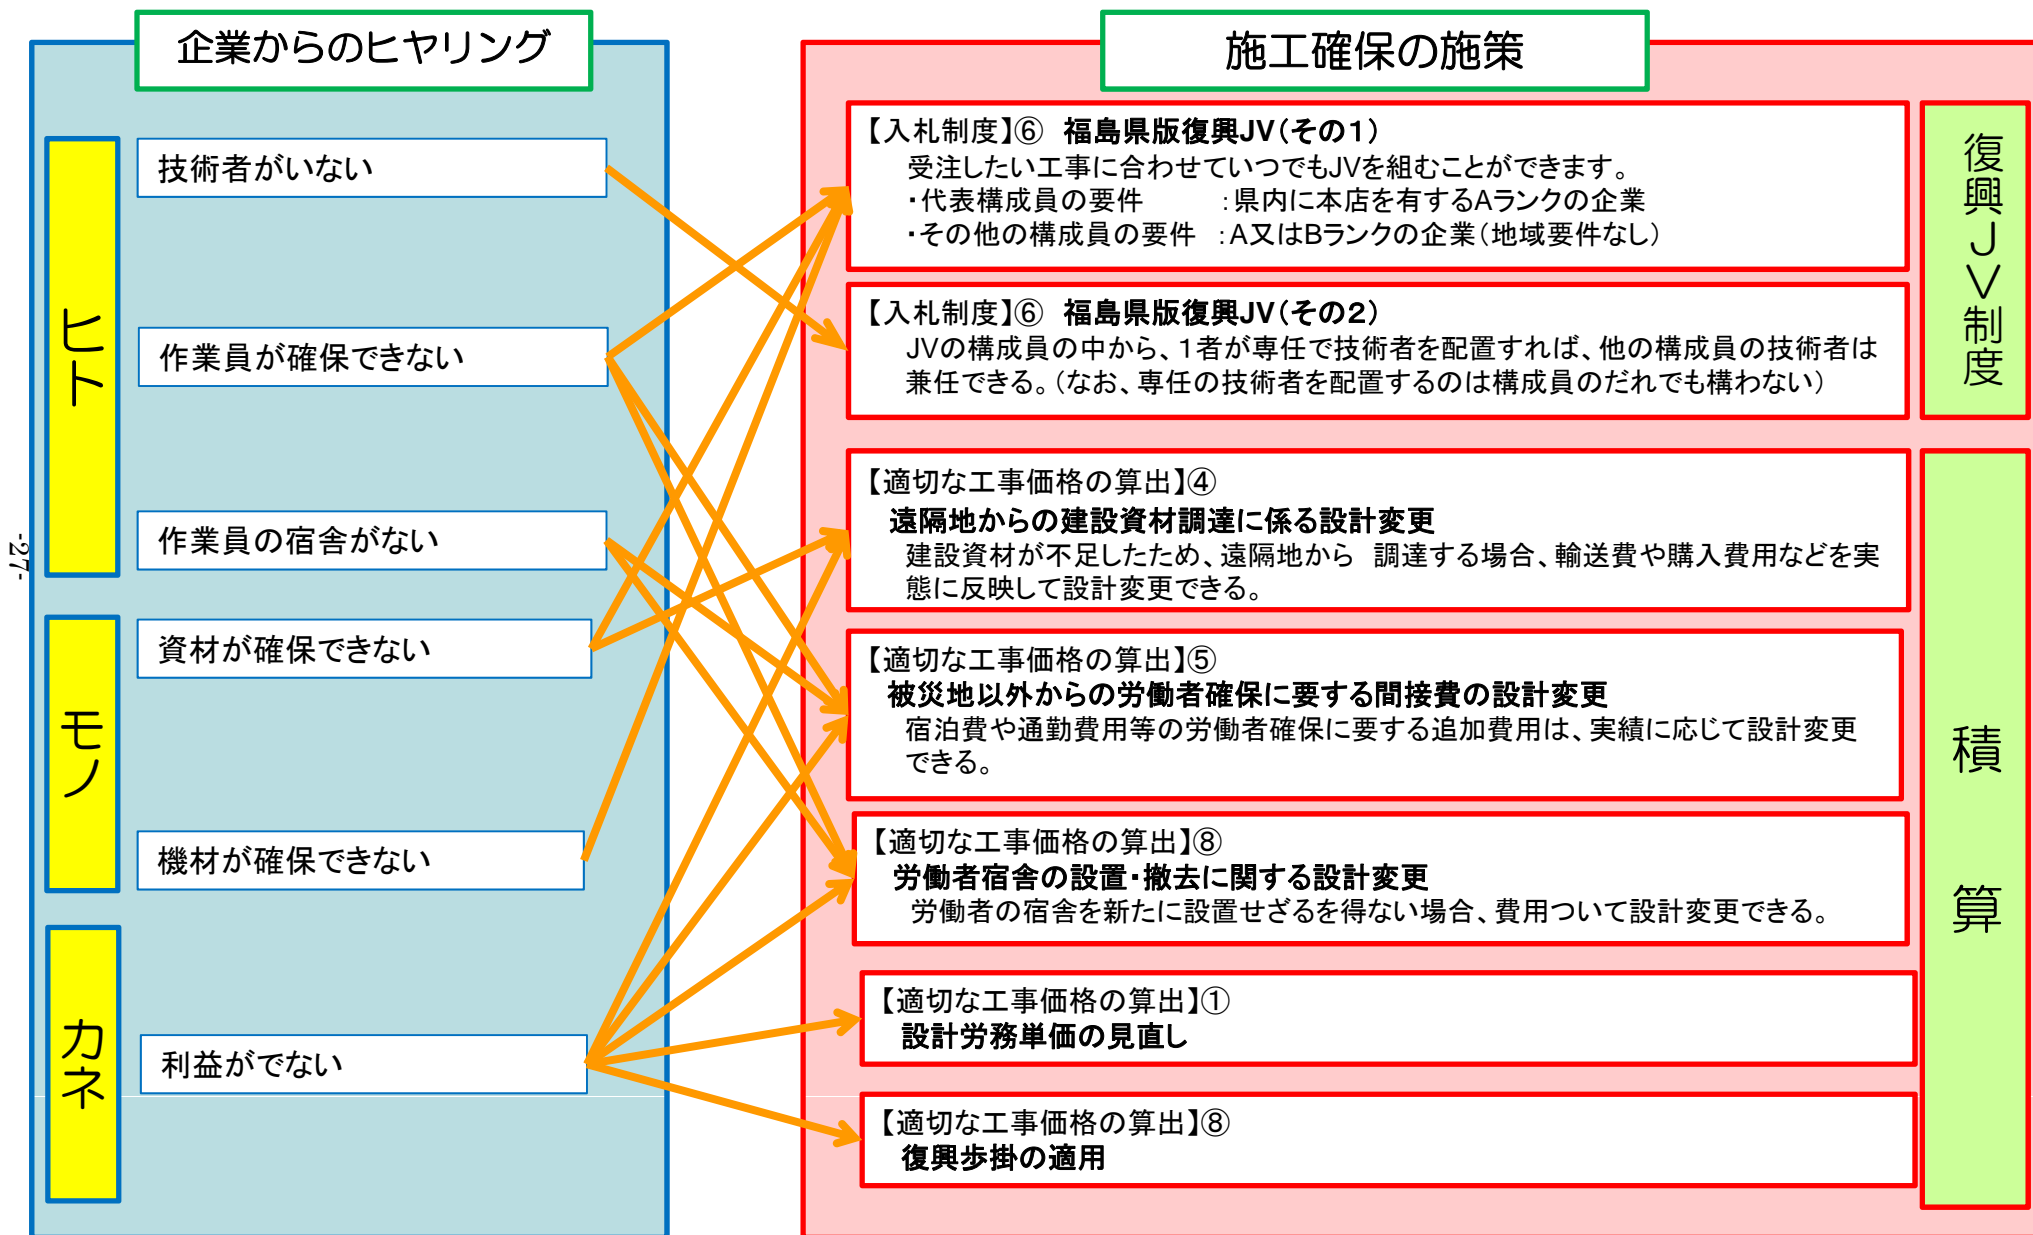 企業からのヒヤリング
ヒト
技術者がいない
作業員が確保できない
作業員の宿舎がない
モノ
資材が確保できない
機材が確保できない
カネ
利益がでない
施工確保の施策
【入札制度】⑥ 福島県版復興JV(その1)
受注したい工事に合わせていつでもJVを組むことができます。
・代表構成員の要件 :県内に本店を有するAランクの企業
・その他の構成員の要件 :A又はBランクの企業(地域要件なし)
【入札制度】⑥ 福島県版復興JV(その2)
JVの構成員の中から、1者が専任で技術者を配置すれば、他の構成員の技術者は
兼任できる。(なお、専任の技術者を配置するのは構成員のだれでも構わない)
復興JV制度
【適切な工事価格の算出】④
遠隔地からの建設資材調達に係る設計変更
建設資材が不足したため、遠隔地から 調達する場合、輸送費や購入費用などを実
態に反映して設計変更できる。
【適切な工事価格の算出】⑤
被災地以外からの労働者確保に要する間接費の設計変更
宿泊費や通勤費用等の労働者確保に要する追加費用は、実績に応じて設計変更
できる。
【適切な工事価格の算出】⑧
労働者宿舎の設置・撤去に関する設計変更
労働者の宿舎を新たに設置せざるを得ない場合、費用ついて設計変更できる。
【適切な工事価格の算出】①
設計労務単価の見直し
【適切な工事価格の算出】⑧
復興歩掛の適用
積算
-27-